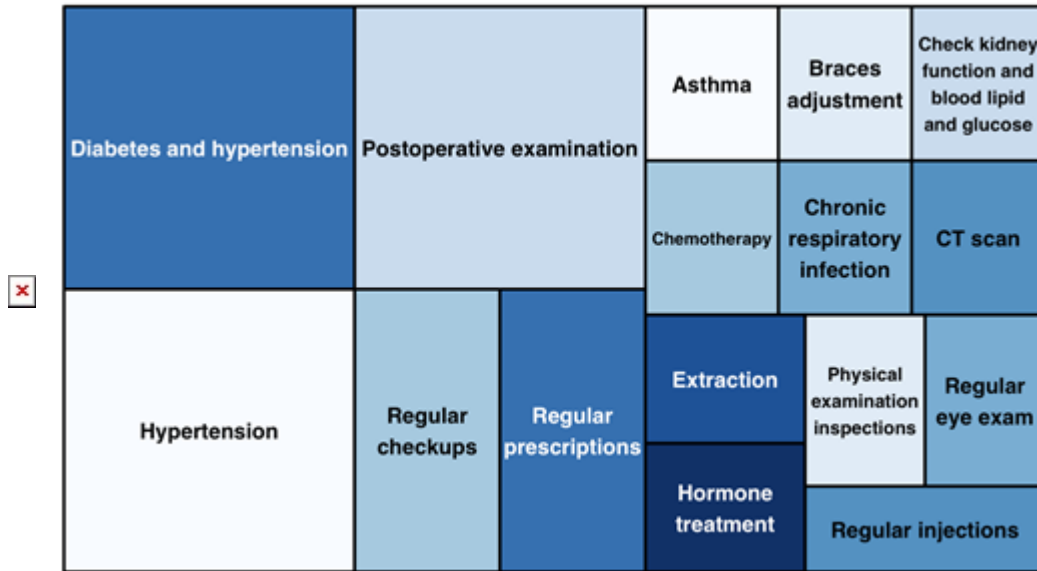 Diabetes and hypertension
Postoperative examination
Asthma
Braces
adjustment
Check kidney
function and
blood lipid
and glucose
Chemotherapy
Chronic
respiratory
infection
CT scan
Hypertension
Regular
checkups
Regular
prescriptions
Extraction
Physical
examination
inspections
Regular
eye exam
Hormone
treatment
Regular injections